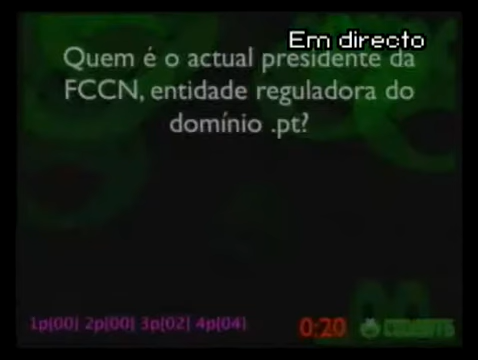 Em directo
Quem é o actual presidente da
FCCN, entidade reguladora do
domínio .pt?
1p[00] 2p[00] 3p[02] 4p[04]
0:20